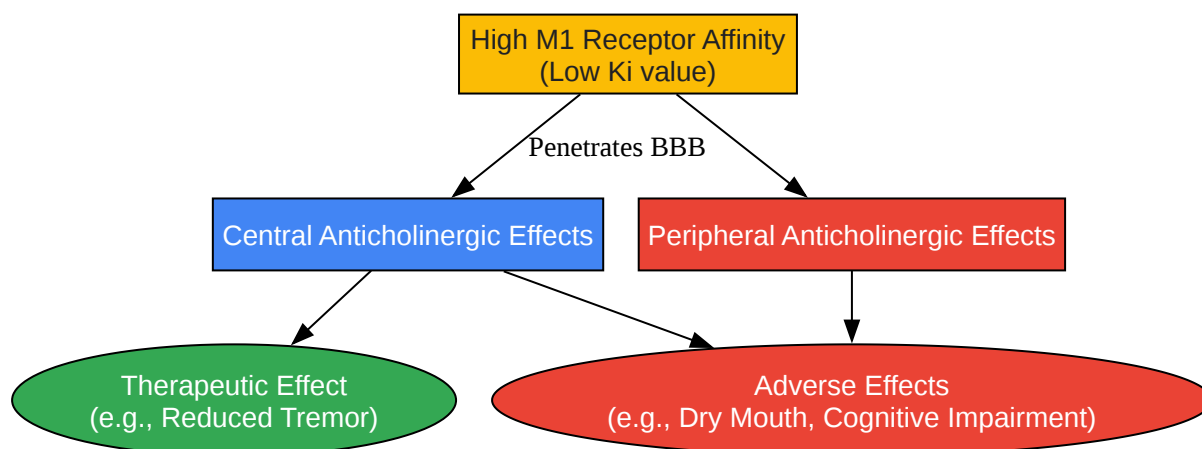 High M1 Receptor Affinity
(Low Ki value)
Penetrates BBB
Central Anticholinergic Effects
Peripheral Anticholinergic Effects
Therapeutic Effect
(e.g., Reduced Tremor)
Adverse Effects
(e.g., Dry Mouth, Cognitive Impairment)